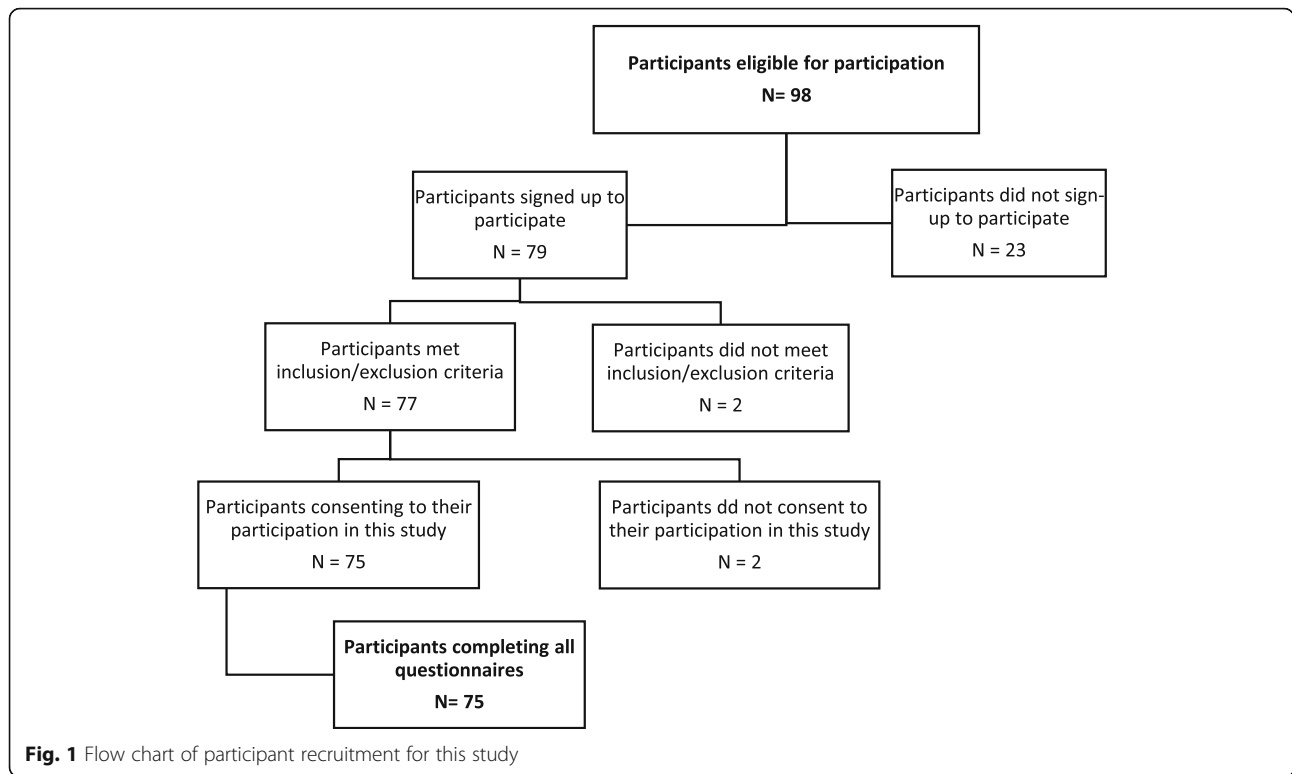 Participants eligible for participation
N= 98
Participants signed up to
participate
N = 79
Participants did not sign-
up to participate
N = 23
Participants met
inclusion/exclusion criteria
N = 77
Participants did not meet
inclusion/exclusion criteria
N = 2
Participants consenting to their
participation in this study
N = 75
Participants dd not consent to
their participation in this study
N = 2
Participants completing all
questionnaires
N= 75
Fig. 1 Flow chart of participant recruitment for this study